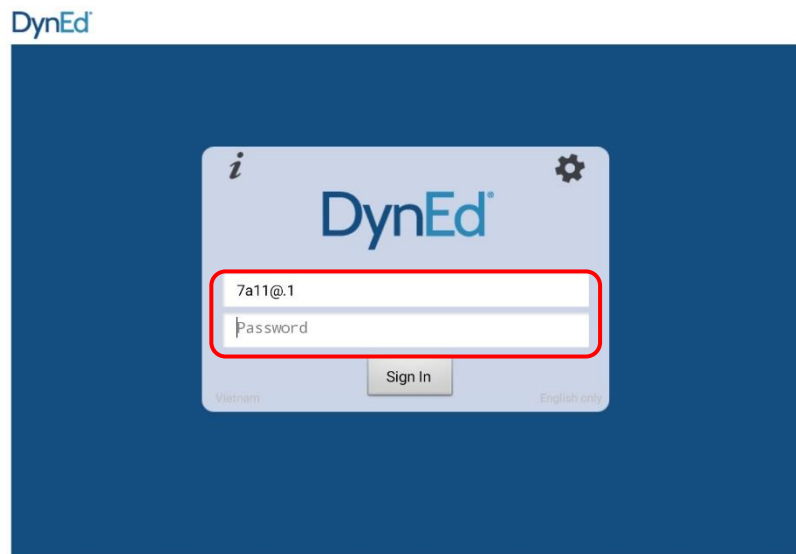 DynEd
i
DynEd
7a11@.1
Password
Sign In
Vietnam English only